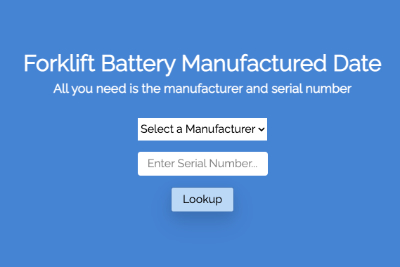 Forklift Battery Manufactured Date
All you need is the manufacturer and serial number
Select a Manufacturer
Enter Serial Number...
Lookup